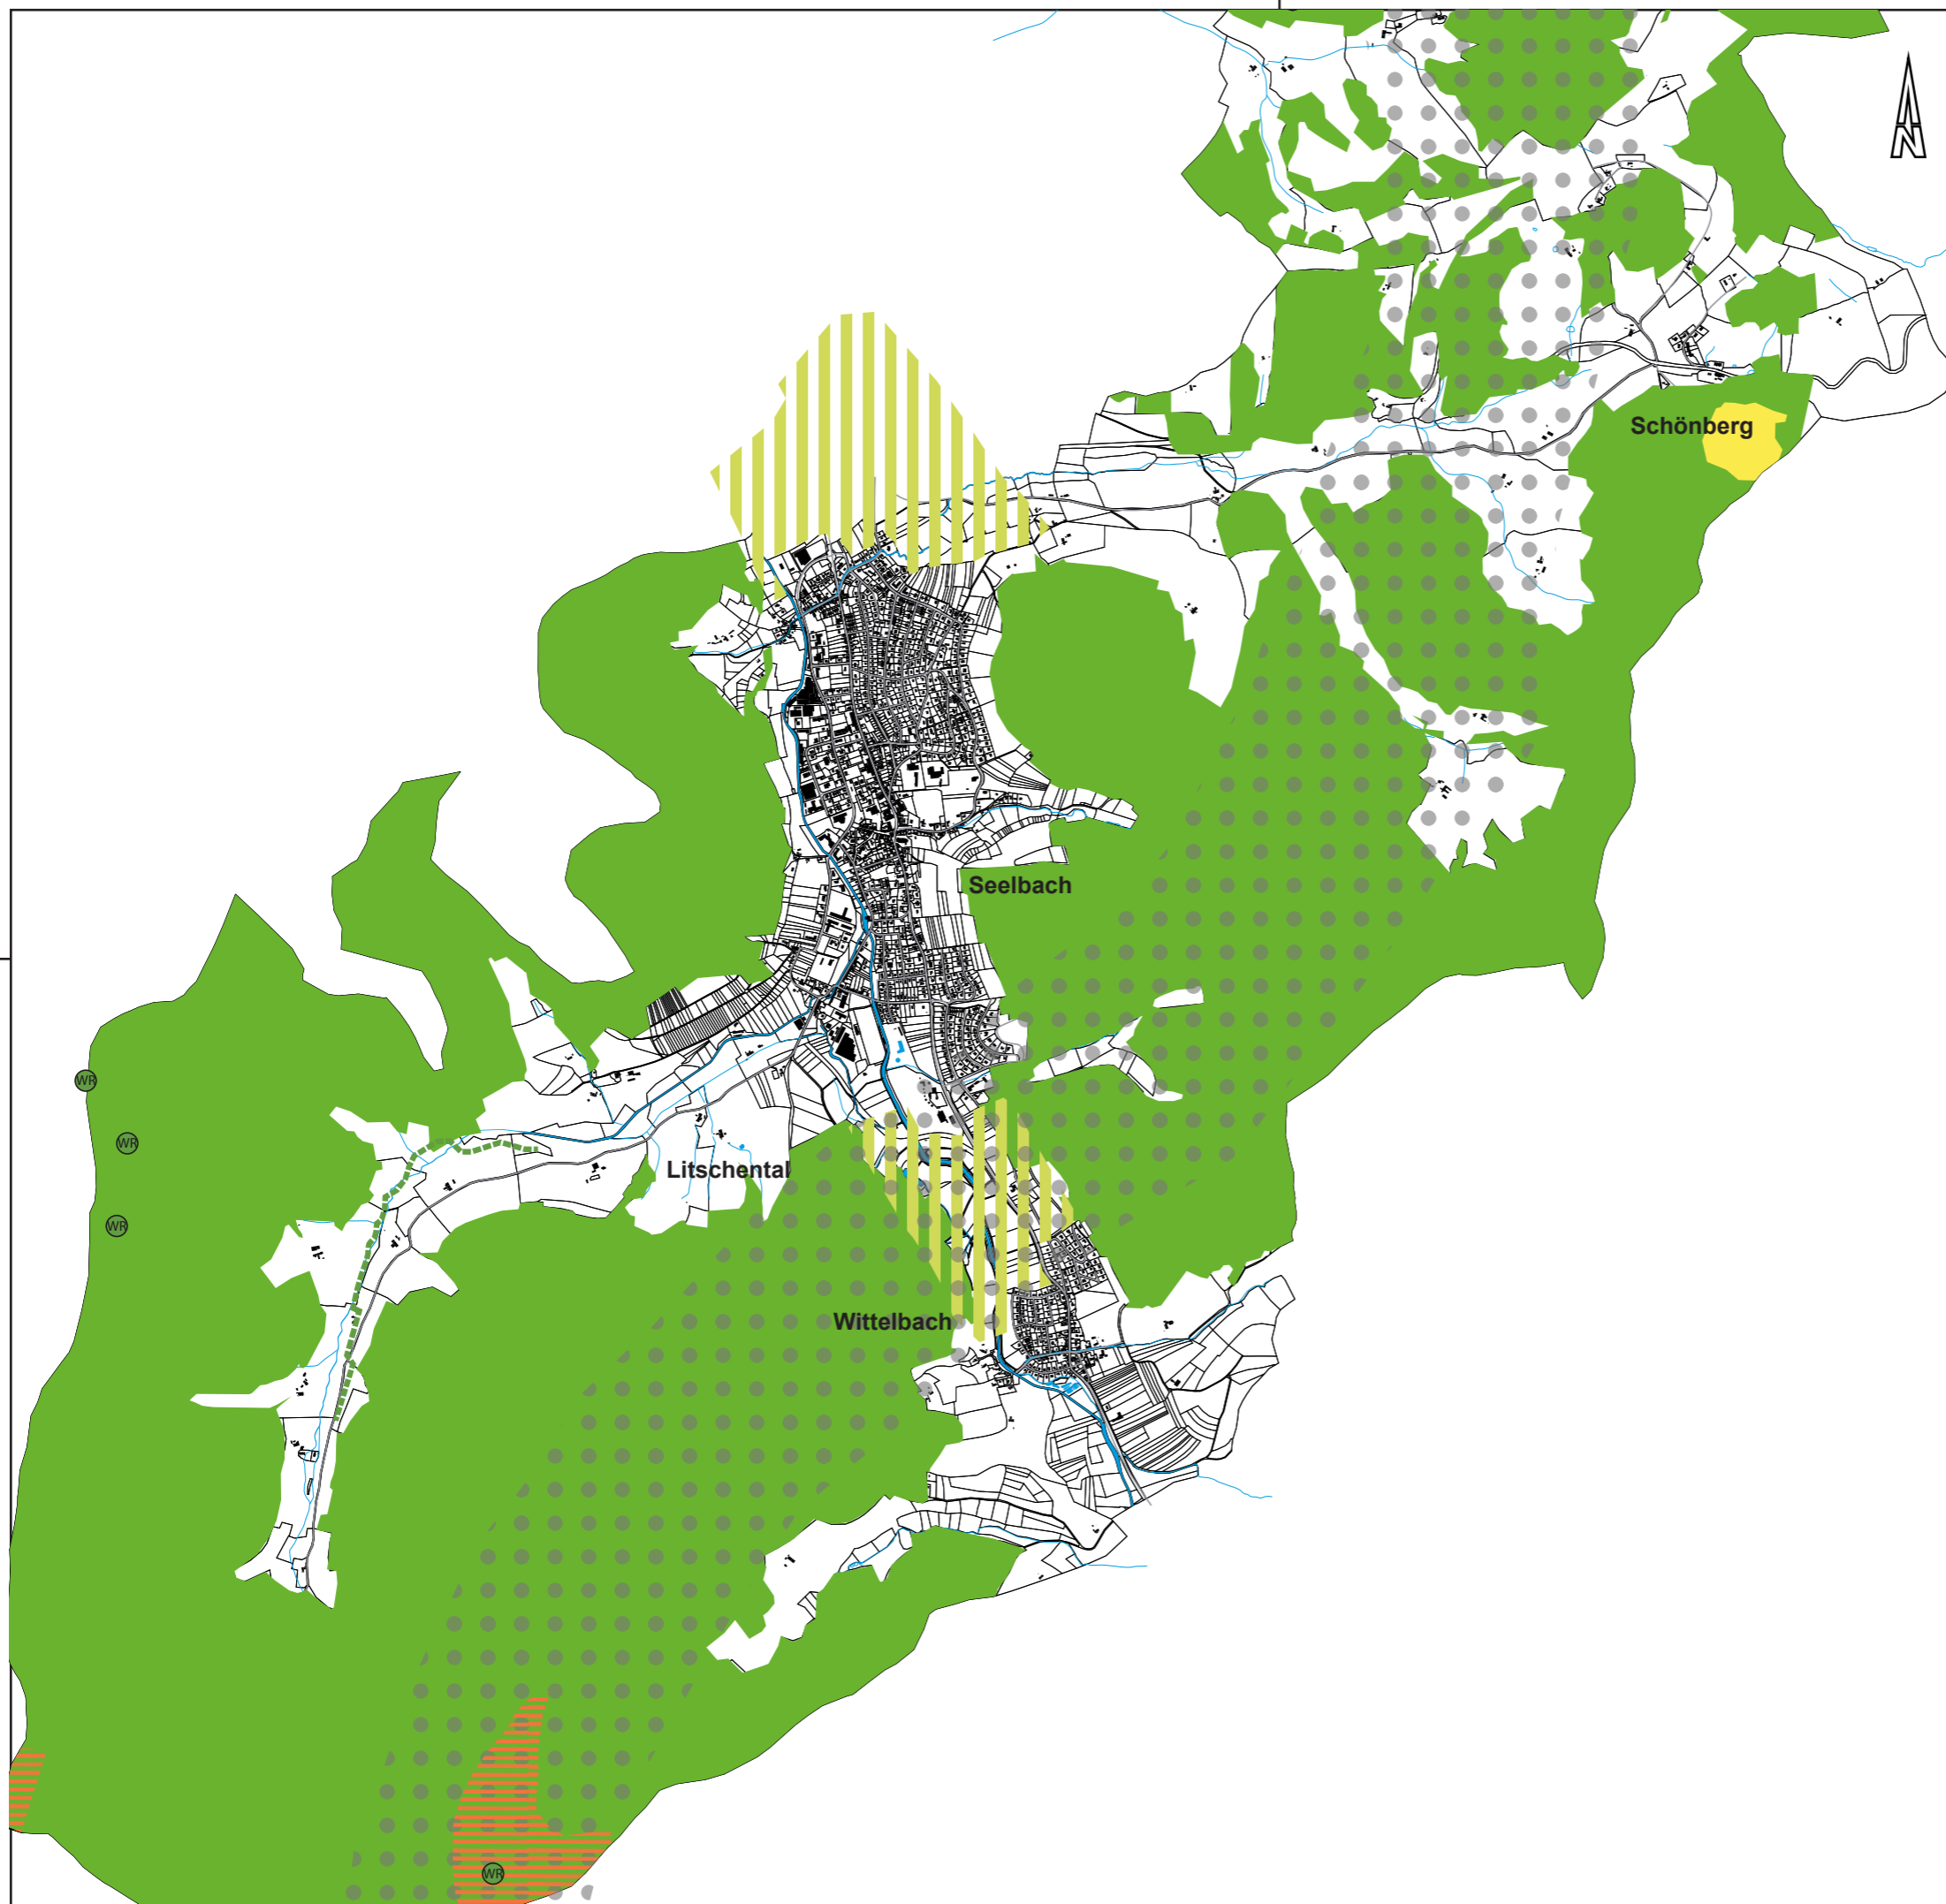 N
Schönberg
Seelbach
WR
WR
Litschental
WR
Wittelbach
WR